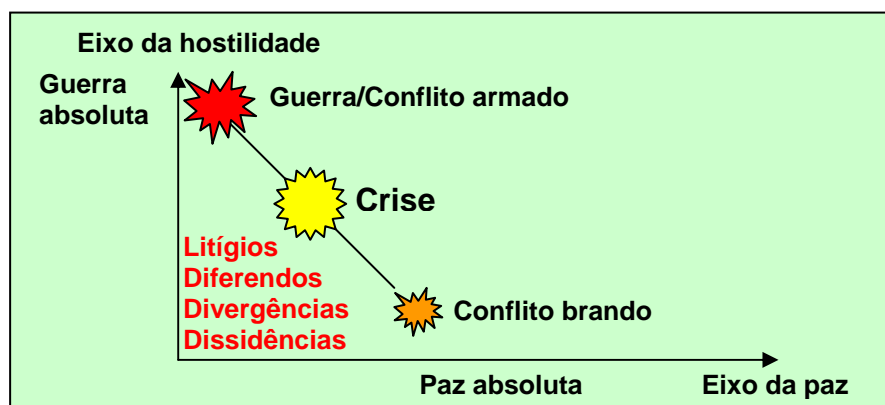 Eixo da hostilidade
Guerra
absoluta
Guerra/Conflito armado
Crise
Litígios
Diferendos
Divergências
Dissidências
Conflito brando
Paz absoluta
Eixo da paz